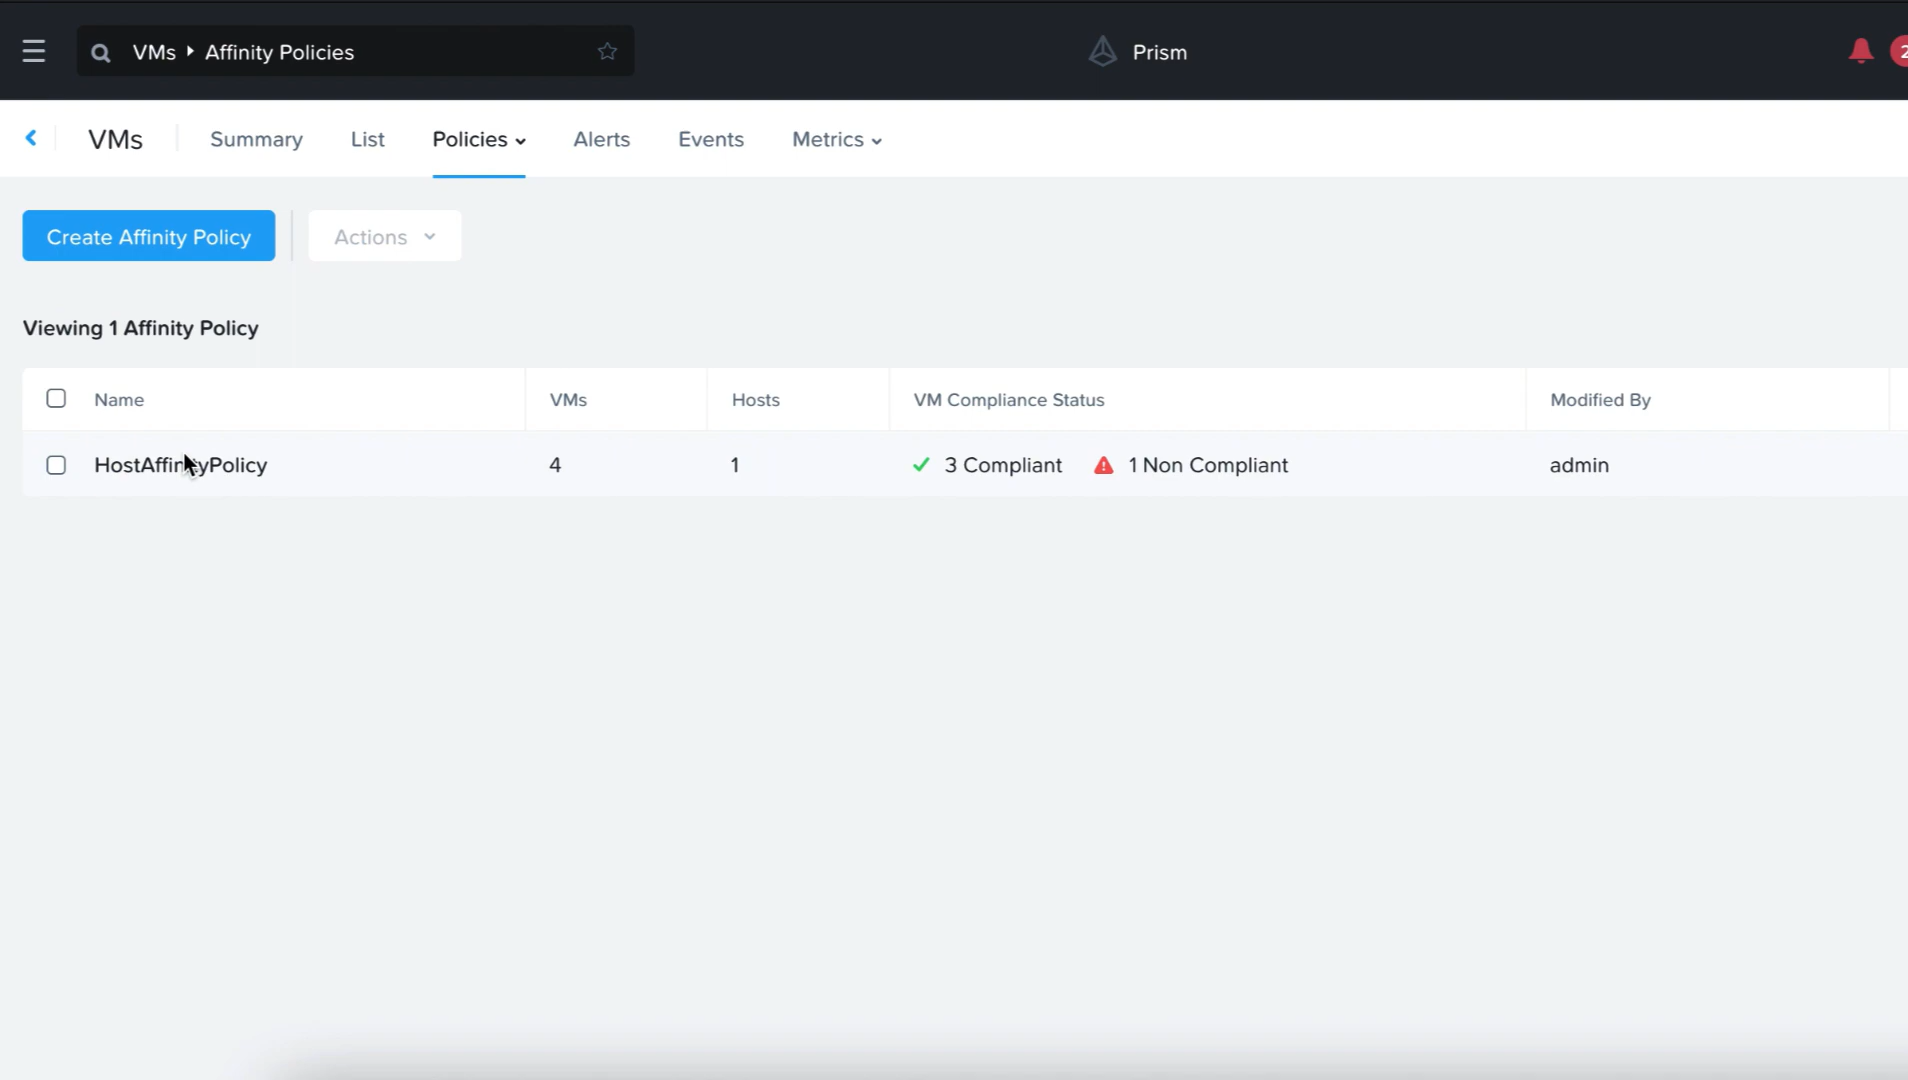 VMs ‣ Affinity Policies
Prism
2
VMs Summary List Policies Alerts Events Metrics
Create Affinity Policy Actions
Viewing 1 Affinity Policy
Name VMs Hosts VM Compliance Status Modified By
HostAffinityPolicy 4 1 3 Compliant 1 Non Compliant admin